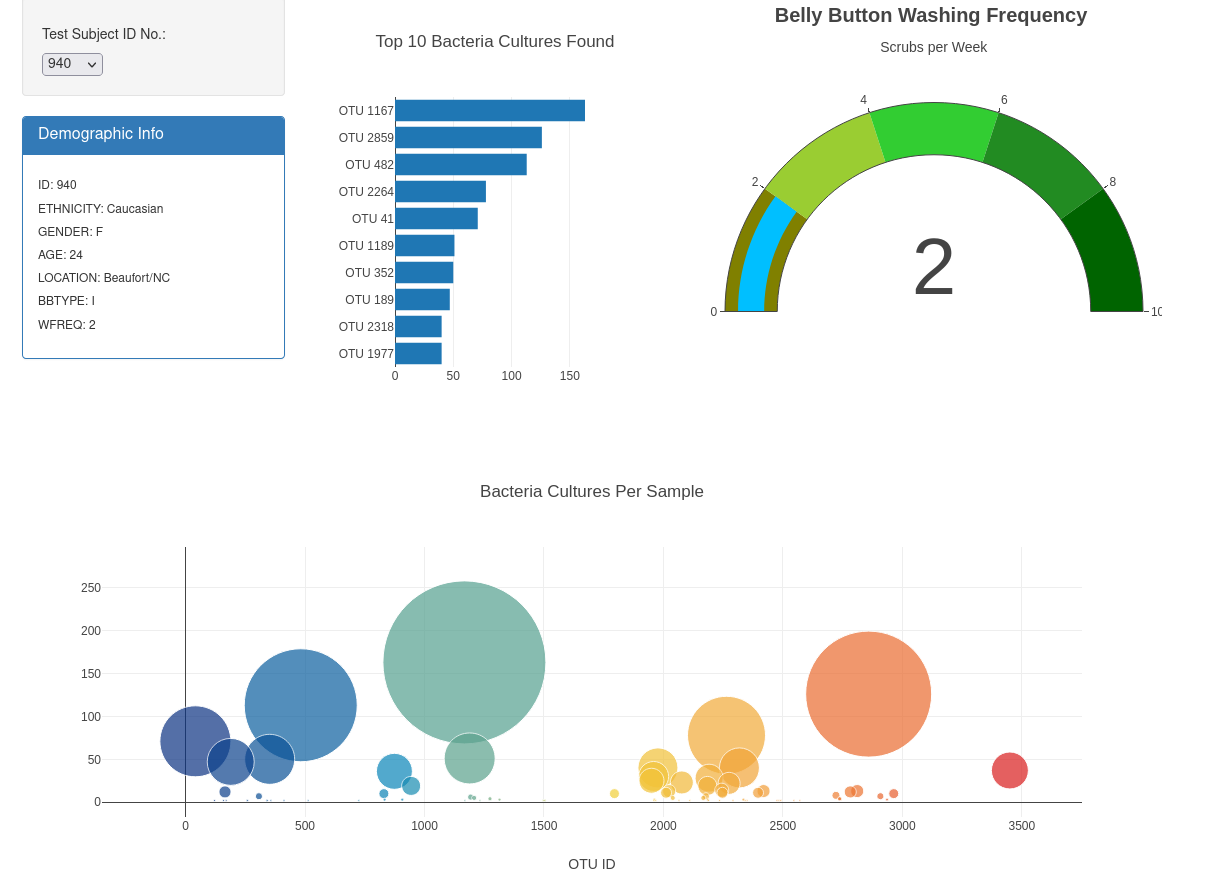 Test Subject ID No.:
940
Demographic Info
ID: 940
ETHNICITY: Caucasian
GENDER: F
AGE: 24
LOCATION: Beaufort/NC
BBTYPE: I
WFREQ: 2
Top 10 Bacteria Cultures Found
OTU 1167
OTU 2859
OTU 482
OTU 2264
OTU 41
OTU 1189
OTU 352
OTU 189
OTU 2318
OTU 1977
0 50 100 150
Belly Button Washing Frequency
Scrubs per Week
0
2
4
6
8
10
2
Bacteria Cultures Per Sample
250
200
150
100
50
0
0 500 1000 1500 2000 2500 3000 3500
OTU ID